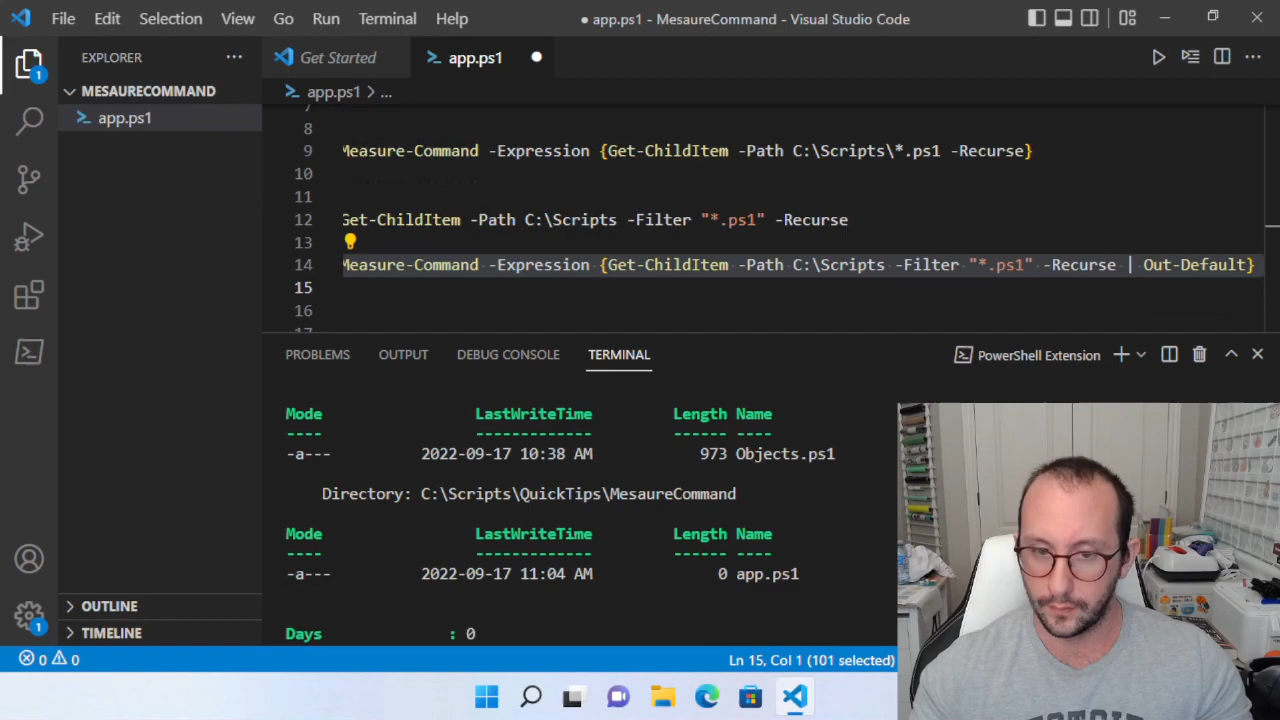 File Edit Selection View Go Run Terminal Help
● app.ps1 - MesaureCommand - Visual Studio Code
EXPLORER
Get Started
app.ps1
MESAURECOMMAND
app.ps1 > ...
app.ps1
1
8
9 Measure-Command -Expression {Get-ChildItem -Path C:\Scripts\*.ps1 -Recurse}
10
11
12 Get-ChildItem -Path C:\Scripts -Filter "*.ps1" -Recurse
13
14 Measure-Command -Expression {Get-ChildItem -Path C:\Scripts -Filter "*.ps1" -Recurse | Out-Default}
15
16
PROBLEMS OUTPUT DEBUG CONSOLE TERMINAL
PowerShell Extension
Mode LastWriteTime Length Name
---- ------------- ------ ----
-a--- 2022-09-17 10:38 AM 973 Objects.ps1
Directory: C:\Scripts\QuickTips\MesaureCommand
Mode LastWriteTime Length Name
---- ------------- ------ ----
-a--- 2022-09-17 11:04 AM 0 app.ps1
Days : 0
OUTLINE
TIMELINE
1
0 0
Ln 15, Col 1 (101 selected)